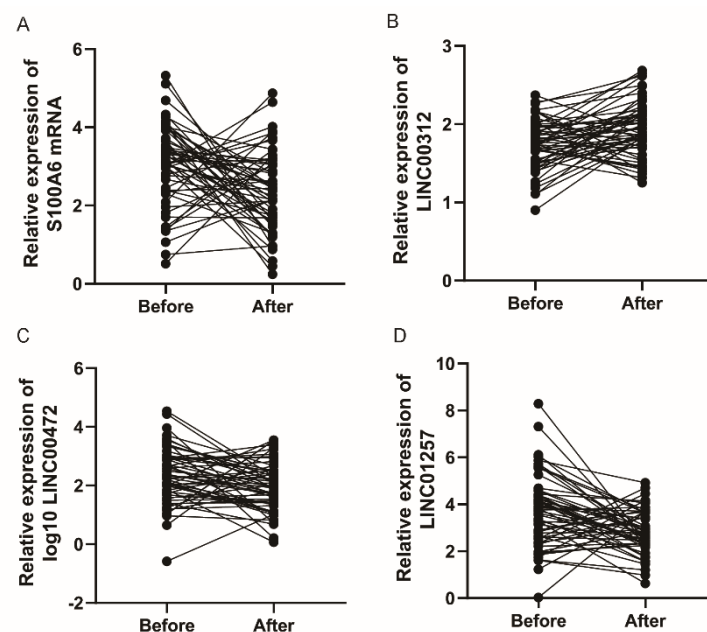 A
Relative expression of
S100A6 mRNA
6
4
2
0
Before After
B
Relative expression of
LINC00312
3
2
1
0
Before After
C
Relative expression of
log10 LINC00472
6
4
2
0
-2
Before After
D
Relative expression of
LINC01257
10
8
6
4
2
0
Before After